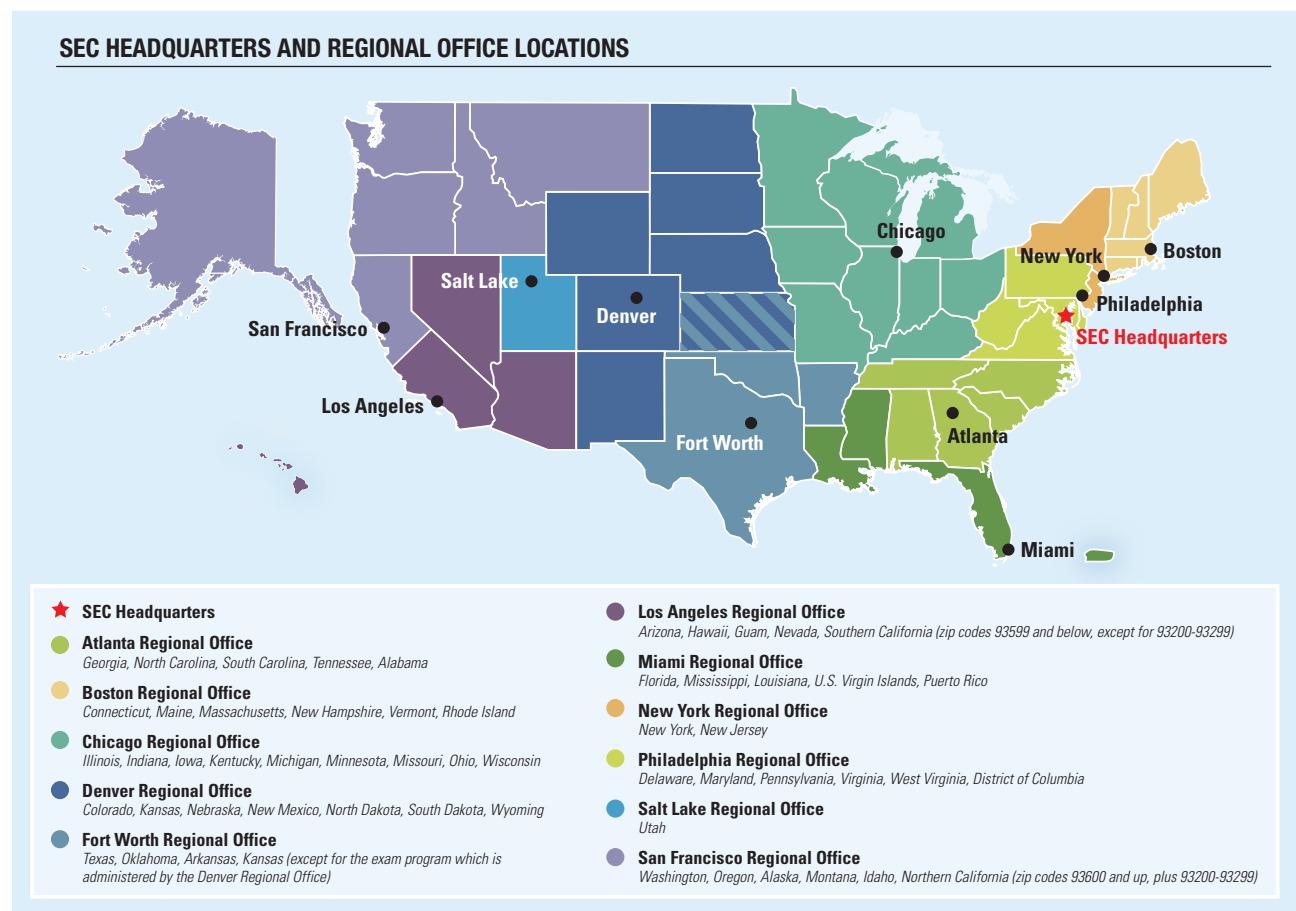 SEC HEADQUARTERS AND REGIONAL OFFICE LOCATIONS
Chicago
Boston
New York
Salt Lake
Philadelphia
Denver
San Francisco
SEC Headquarters
Los Angeles
Atlanta
Fort Worth
Miami
SEC Headquarters
Atlanta Regional Office
Georgia, North Carolina, South Carolina, Tennessee, Alabama
Boston Regional Office
Connecticut, Maine, Massachusetts, New Hampshire, Vermont, Rhode Island
Chicago Regional Office
Illinois, Indiana, Iowa, Kentucky, Michigan, Minnesota, Missouri, Ohio, Wisconsin
Denver Regional Office
Colorado, Kansas, Nebraska, New Mexico, North Dakota, South Dakota, Wyoming
Fort Worth Regional Office
Texas, Oklahoma, Arkansas, Kansas (except for the exam program which is
administered by the Denver Regional Office)
Los Angeles Regional Office
Arizona, Hawaii, Guam, Nevada, Southern California (zip codes 93599 and below, except for 93200-93299)
Miami Regional Office
Florida, Mississippi, Louisiana, U.S. Virgin Islands, Puerto Rico
New York Regional Office
New York, New Jersey
Philadelphia Regional Office
Delaware, Maryland, Pennsylvania, Virginia, West Virginia, District of Columbia
Salt Lake Regional Office
Utah
San Francisco Regional Office
Washington, Oregon, Alaska, Montana, Idaho, Northern California (zip codes 93600 and up, plus 93200-93299)